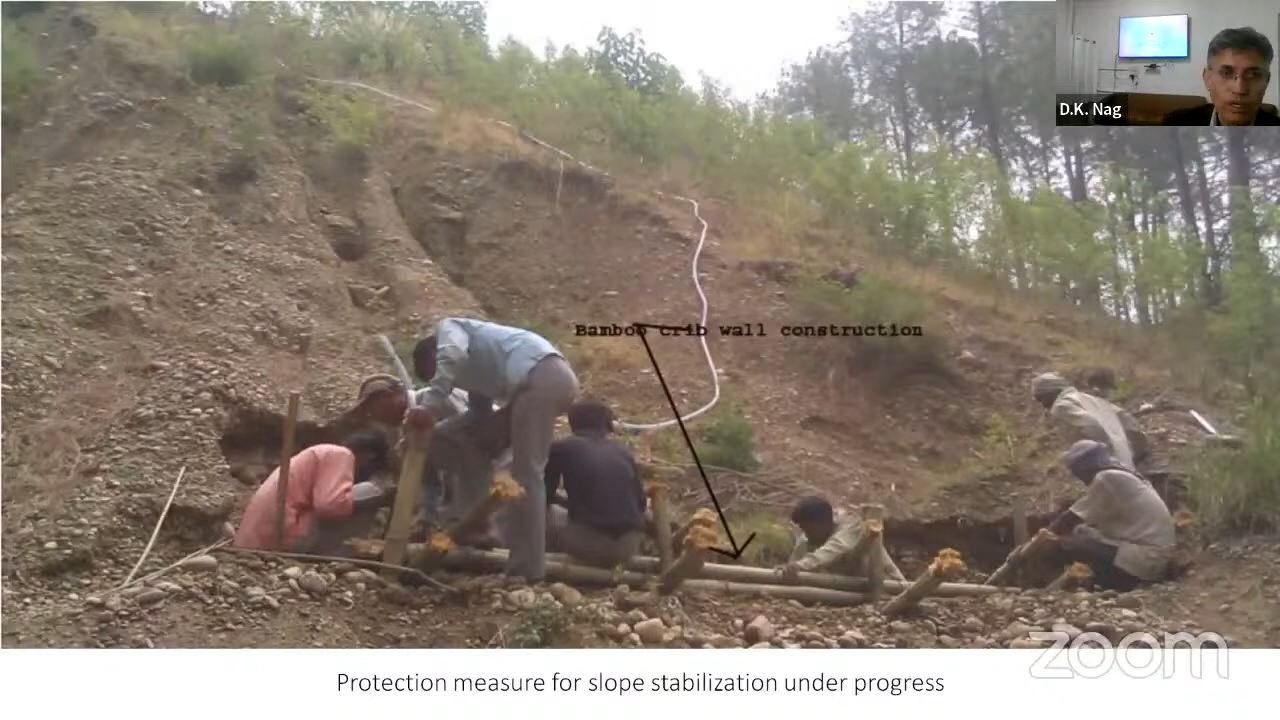 D.K. Nag
Bamboo crib wall construction
zoom
Protection measure for slope stabilization under progress